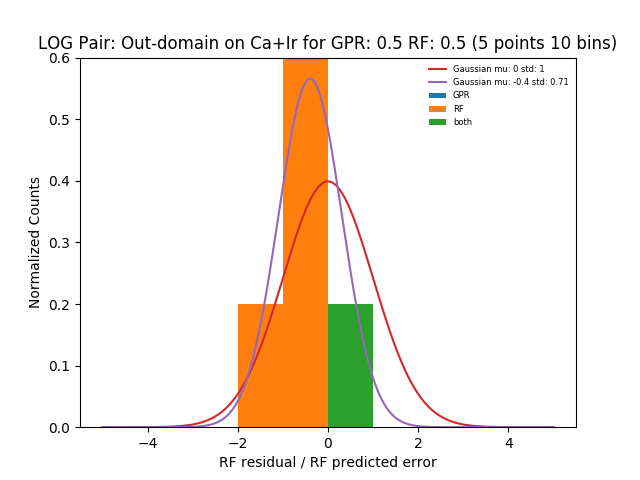 LOG Pair: Out-domain on Ca+Ir for GPR: 0.5 RF: 0.5 (5 points 10 bins)
Gaussian mu: 0 std: 1
Gaussian mu: -0.4 std: 0.71
GPR
RF
both
Normalized Counts
0.6
0.5
0.4
0.3
0.2
0.1
0.0
−4
−2
0
2
4
RF residual / RF predicted error